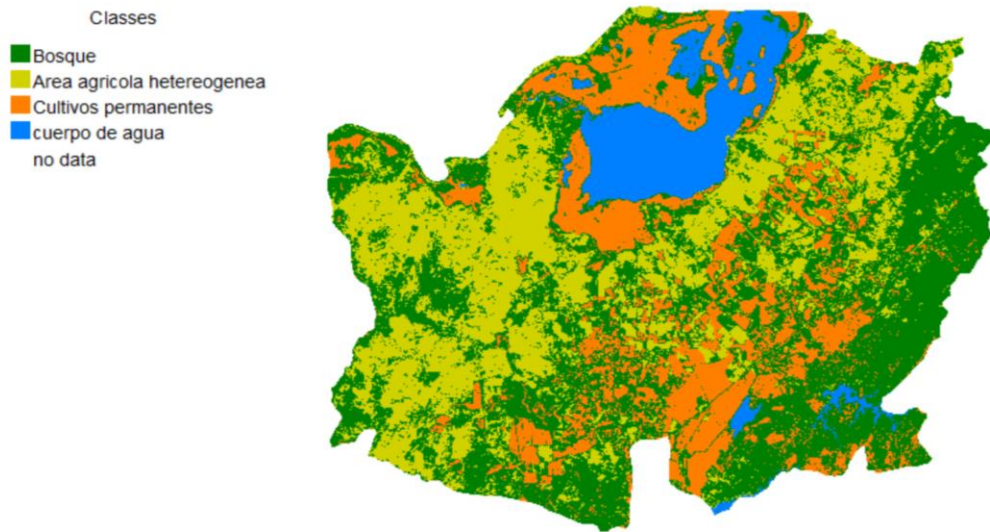 Classes
Bosque
Area agricola hetereogenea
Cultivos permanentes
cuerpo de agua
no data